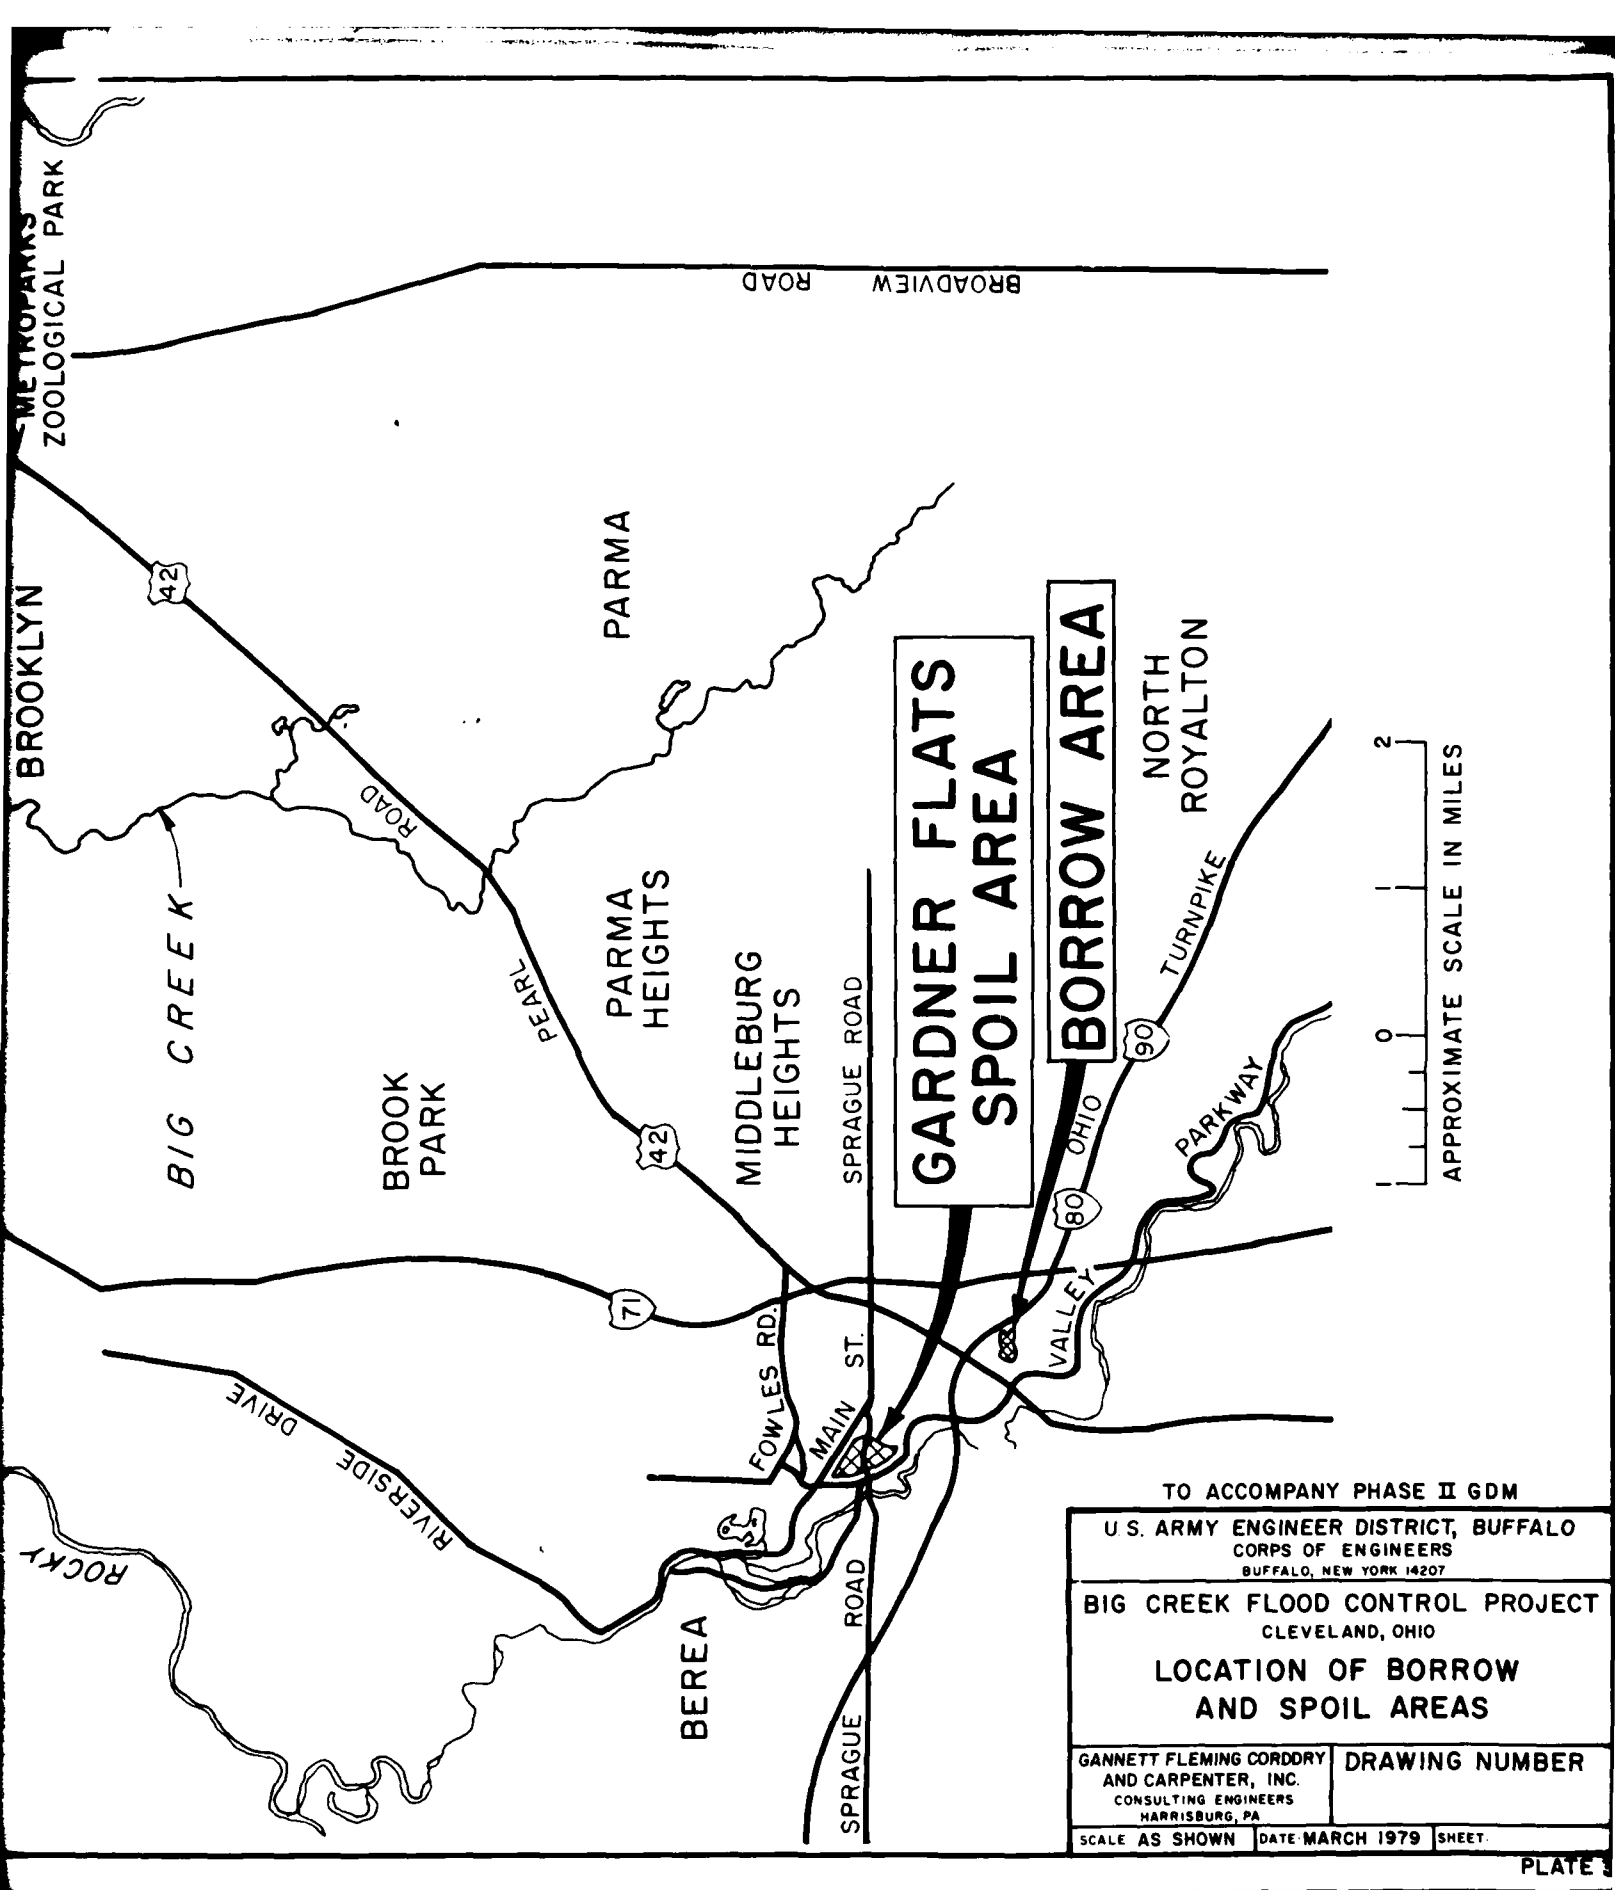 METROPARKS
ZOOLOGICAL PARK
BROADVIEW ROAD
BROOKLYN
42
PARMA
ROAD
BIG CREEK
PEARL
PARMA
HEIGHTS
BROOK
PARK
MIDDLEBURG
HEIGHTS
42
SPRAGUE ROAD
GARDNER FLATS
SPOIL AREA
BORROW AREA
NORTH
ROYALTON
TURNPIKE
90
OHIO
80
PARKWAY
VALLEY
71
FOWLES RD.
MAIN
ST.
RIVERSIDE DRIVE
ROCKY
BEREA
SPRAGUE ROAD
1 0 1 2
APPROXIMATE SCALE IN MILES
TO ACCOMPANY PHASE II GDM
U.S. ARMY ENGINEER DISTRICT, BUFFALO
CORPS OF ENGINEERS
BUFFALO, NEW YORK 14207
BIG CREEK FLOOD CONTROL PROJECT
CLEVELAND, OHIO
LOCATION OF BORROW
AND SPOIL AREAS
GANNETT FLEMING CORDDRY
AND CARPENTER, INC.
CONSULTING ENGINEERS
HARRISBURG, PA
DRAWING NUMBER
SCALE AS SHOWN
DATE: MARCH 1979
SHEET:
PLATE